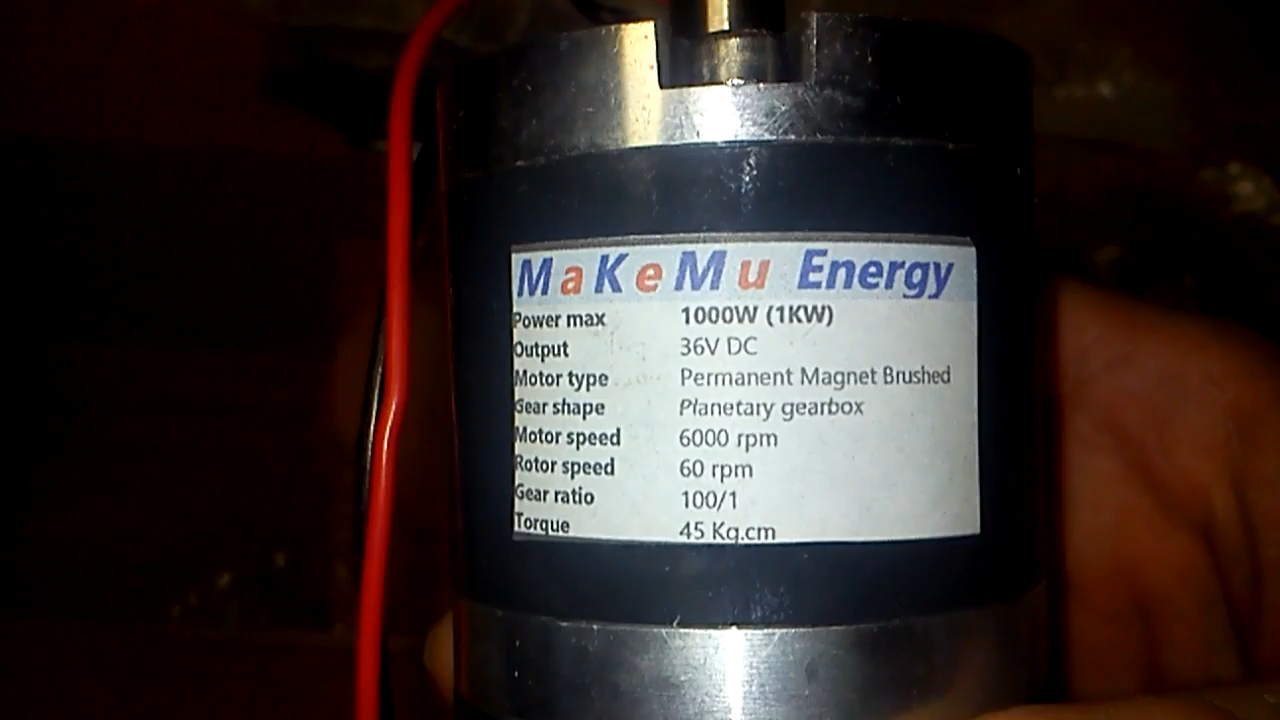 MaKeMu Energy
Power max 1000W (1KW)
Output 36V DC
Motor type Permanent Magnet Brushed
Gear shape Planetary gearbox
Motor speed 6000 rpm
Rotor speed 60 rpm
Gear ratio 100/1
Torque 45 Kg.cm